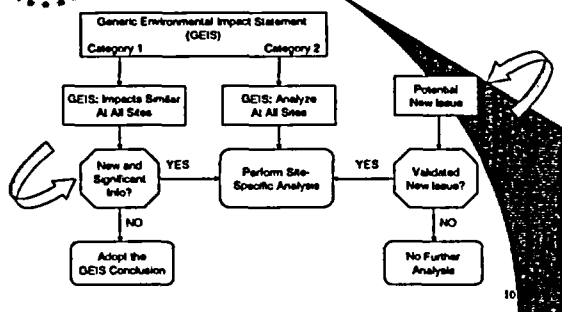 Generic Environmental Impact Statement
(GEIS)
Category 1
Category 2
GEIS: Impacts Similar
At All Sites
GEIS: Analyze
At All Sites
Potential
New Issue
New and
Significant
Info?
YES
Perform Site-
Specific Analysis
YES
Validated
New Issue?
NO
NO
Adopt the
GEIS Conclusion
No Further
Analysis
10